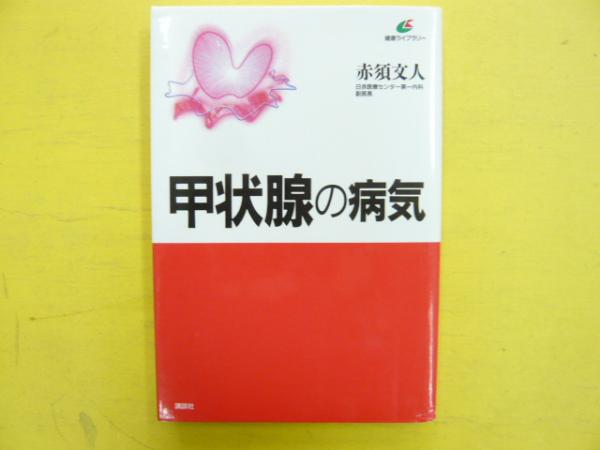 健康ライブラリー
赤須文人
日赤医療センター第一内科
副部長
甲状腺の病気
講談社